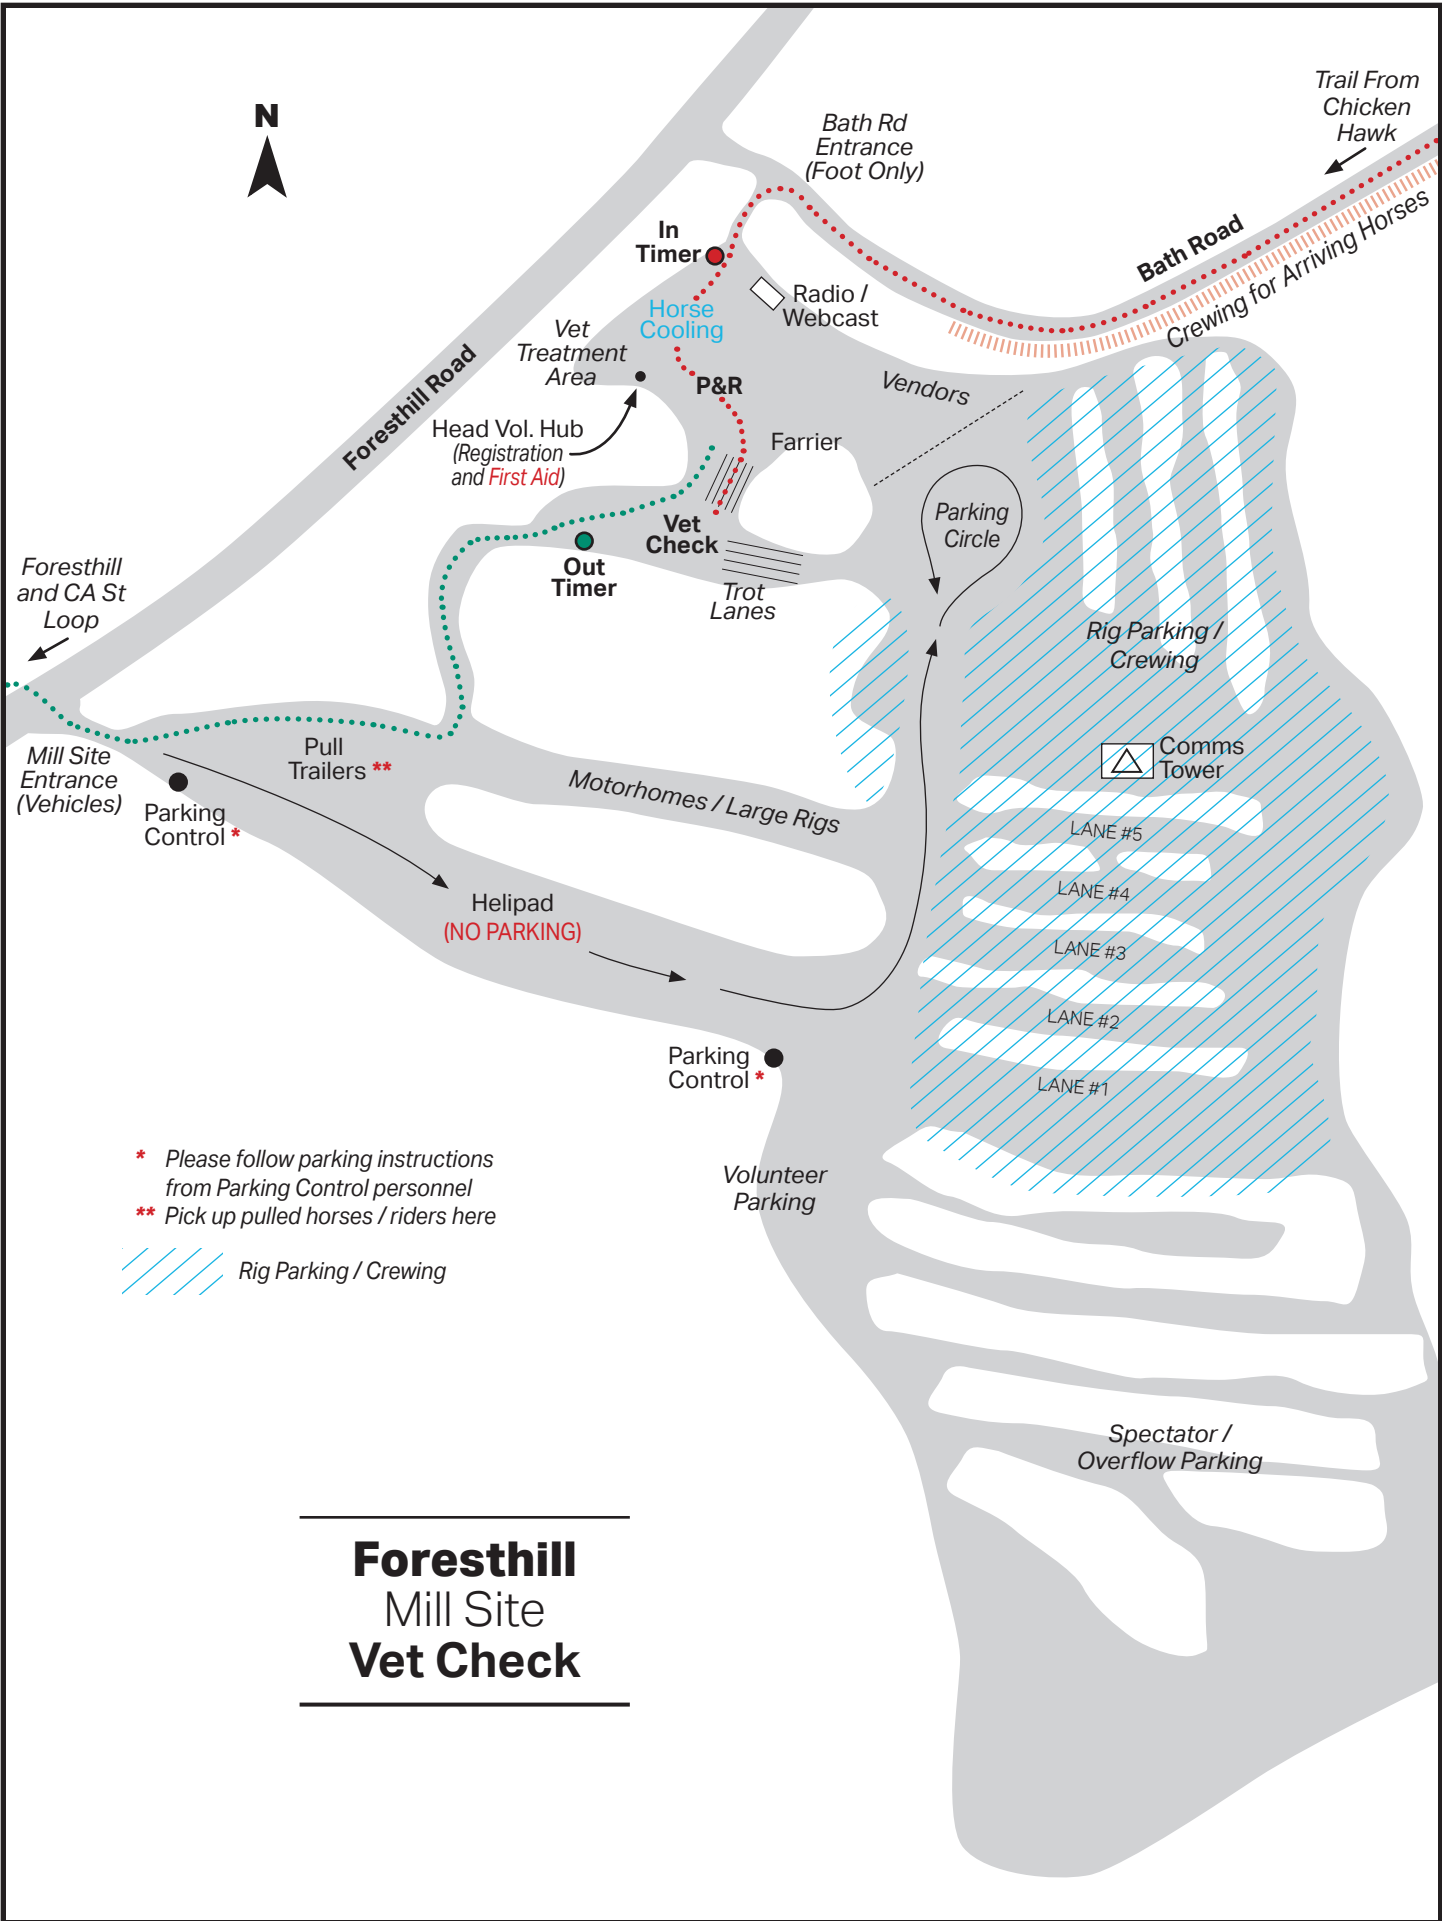 N
Trail From
Chicken
Hawk
Bath Rd
Entrance
(Foot Only)
In
Timer
Bath Road
Crewing for Arriving Horses
Radio /
Webcast
Horse
Cooling
Vet
Treatment
Area
P&R
Vendors
Foresthill Road
Head Vol. Hub
(Registration
and First Aid)
Farrier
Parking
Circle
Vet
Check
Out
Timer
Trot
Lanes
Foresthill
and CA St
Loop
Rig Parking /
Crewing
Mill Site
Entrance
(Vehicles)
Pull
Trailers **
Parking
Control *
Motorhomes / Large Rigs
Comms
Tower
LANE #5
LANE #4
LANE #3
LANE #2
LANE #1
Helipad
(NO PARKING)
Parking
Control *
* Please follow parking instructions
from Parking Control personnel
** Pick up pulled horses / riders here
Rig Parking / Crewing
Volunteer
Parking
Spectator /
Overflow Parking
Foresthill
Mill Site
Vet Check